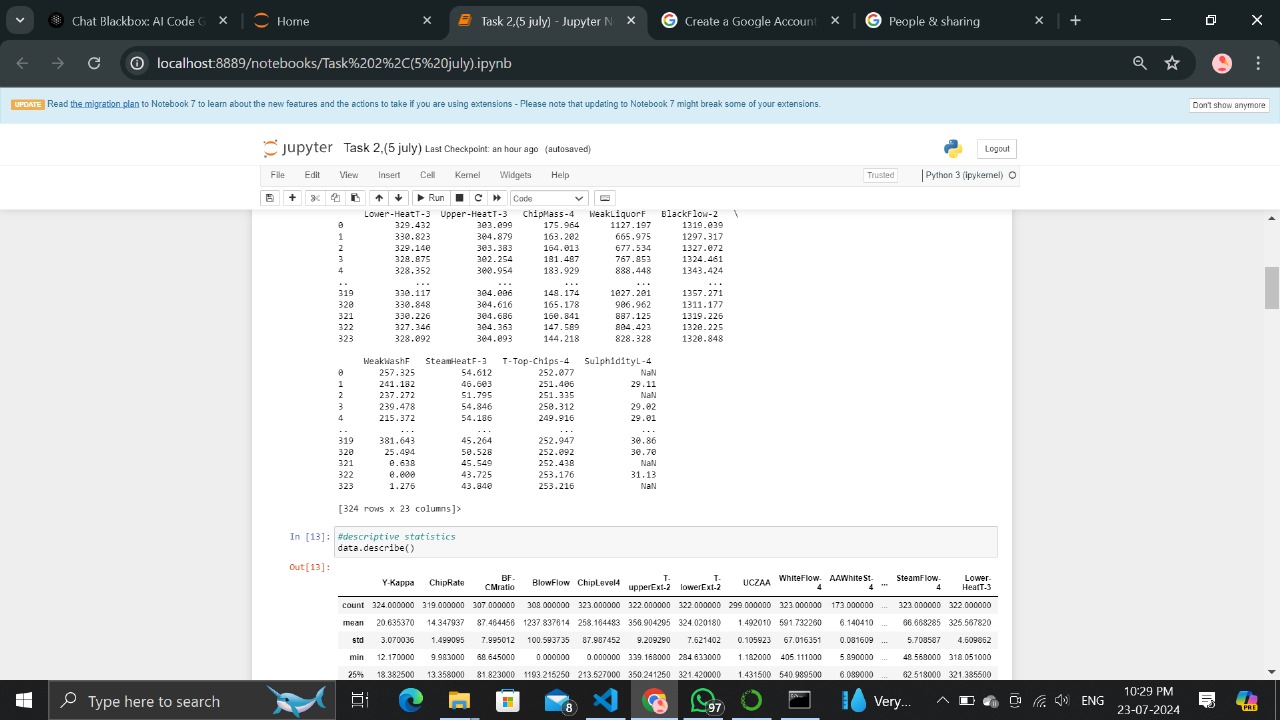 Chat Blackbox: AI Code G
Home
Task 2,(5 july) - Jupyter N
Create a Google Account
People & sharing
localhost:8889/notebooks/Task%202%2C(5%20july).ipynb
UPDATE Read the migration plan to Notebook 7 to learn about the new features and the actions to take if you are using extensions - Please note that updating to Notebook 7 might break some of your extensions.
Don't show anymore
jupyter Task 2,(5 july) Last Checkpoint: an hour ago (autosaved)
Logout
File Edit View Insert Cell Kernel Widgets Help
Trusted Python 3 (ipykernel)
Run Code
Lower-HeatT-3 Upper-HeatT-3 ChipMass-4 WeakLiquorF BlackFlow-2 \
0 329.432 303.099 175.964 1127.197 1319.039
1 330.823 304.879 163.202 665.975 1297.317
2 329.140 303.383 164.013 677.534 1327.072
3 328.875 302.254 181.487 767.853 1324.461
4 328.352 300.954 183.929 888.448 1343.424
.. ... ... ... ... ...
319 330.117 304.006 148.174 1027.201 1357.271
320 330.848 304.616 165.178 906.962 1311.177
321 330.226 304.686 160.841 887.125 1319.226
322 327.346 304.363 147.589 804.423 1320.225
323 328.092 304.093 144.218 828.328 1320.848
WeakWashF SteamHeatF-3 T-Top-Chips-4 SulphidityL-4
0 257.325 54.612 252.077 NaN
1 241.182 46.603 251.406 29.11
2 237.272 51.795 251.335 NaN
3 239.478 54.846 250.312 29.02
4 215.372 54.186 249.916 29.01
.. ... ... ... ...
319 381.643 45.264 252.947 30.86
320 25.494 50.528 252.092 30.70
321 0.638 45.549 252.438 NaN
322 0.000 43.725 253.176 31.13
323 1.276 43.840 253.216 NaN
[324 rows x 23 columns]>
In [13]: #descriptive statistics
data.describe()
Out[13]:
Y-Kappa ChipRate BF-CMratio BlowFlow ChipLevel4 T-upperExt-2 T-lowerExt-2 UCZAA WhiteFlow-4 AAWhiteSt-4 ... SteamFlow-4 Lower-HeatT-3
count 324.000000 319.000000 307.000000 308.000000 323.000000 322.000000 322.000000 299.000000 323.000000 173.000000 ... 323.000000 322.000000
mean 20.635370 14.347937 87.464456 1237.837614 258.164483 356.904295 324.020180 1.492010 591.732260 6.140410 ... 66.668285 325.567820
std 3.070036 1.499095 7.995012 100.593735 87.987452 9.209290 7.621402 0.105923 67.016351 0.081609 ... 5.708587 4.609862
min 12.170000 9.983000 68.645000 0.000000 0.000000 339.168000 284.633000 1.182000 405.111000 5.890000 ... 48.568000 318.051000
25% 18.382500 13.358000 81.823000 1193.215250 213.527000 350.241250 321.420000 1.431500 540.989500 6.089000 ... 62.518000 321.385500
Type here to search
8
97
Very...
ENG
10:29 PM
23-07-2024
PRE